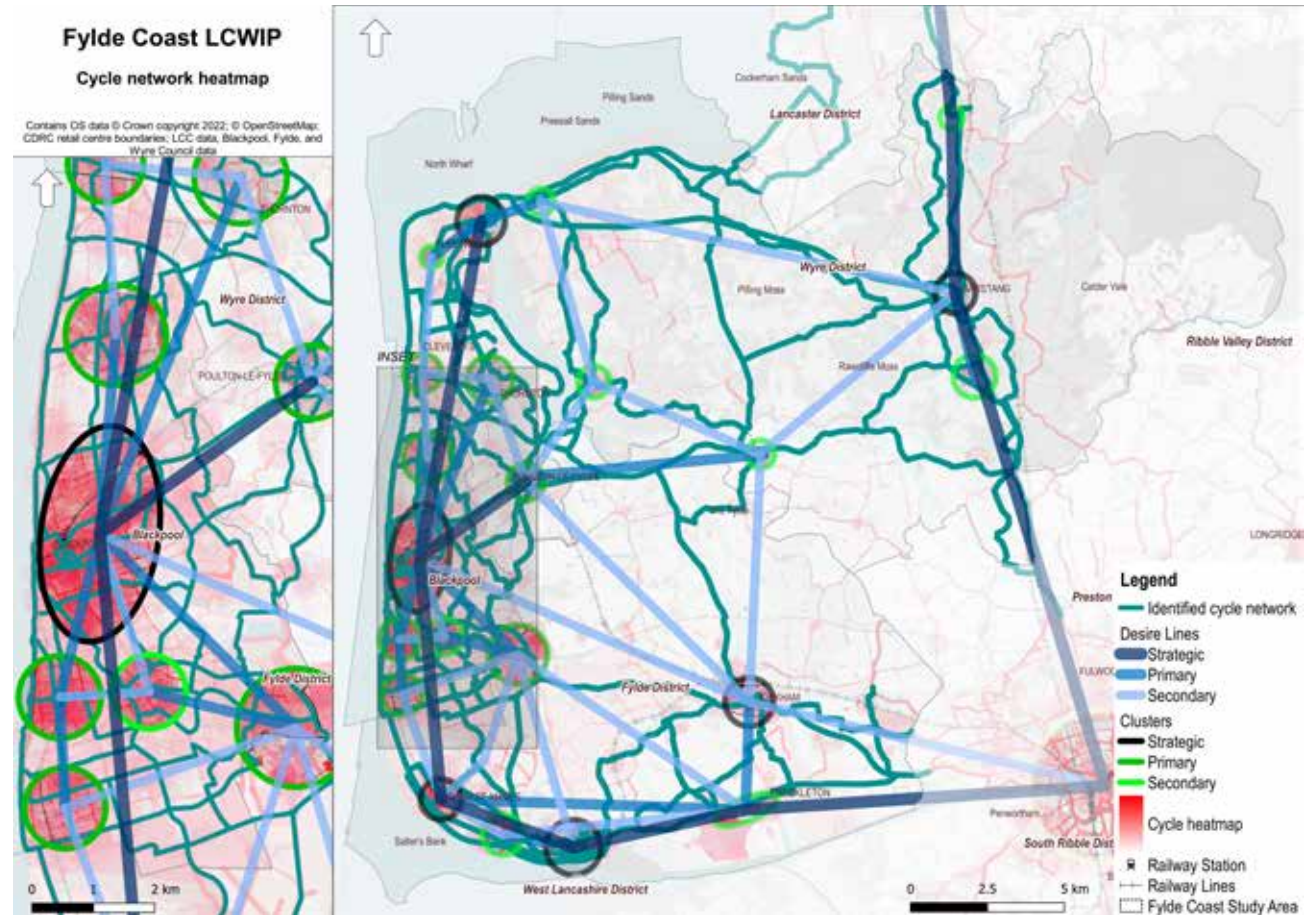 Fylde Coast LCWIP
Cycle network heatmap
Contains OS data © Crown copyright 2022; © OpenStreetMap;
CDRC retail centre boundaries; LCC data, Blackpool, Fylde, and
Wyre Council data
Wyre District
Blackpool
Fylde District
0 1 2 km
Cockerham Sands
Pilling Sands
Lancaster District
Preesall Sands
North Wharf
Wyre District
Pilling Moss
Calder Vale
Ribble Valley District
INSET
Rawcliffe Moss
LONGRIDGE
Blackpool
Preston
Fylde District
Salter's Bank
Penwortham
South Ribble Dist
West Lancashire District
0 2.5 5 km
Legend
Identified cycle network
Desire Lines
Strategic
Primary
Secondary
Clusters
Strategic
Primary
Secondary
Cycle heatmap
Railway Station
Railway Lines
Fylde Coast Study Area